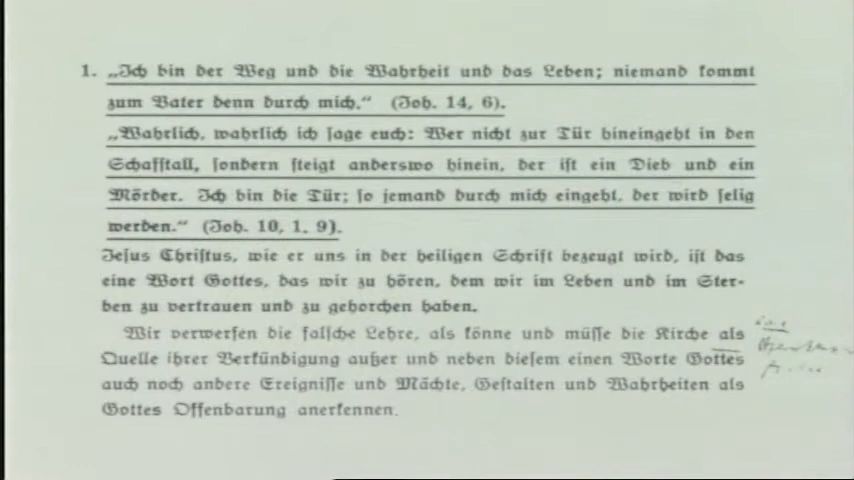 1. „Ich bin der Weg und die Wahrheit und das Leben; niemand kommt
zum Vater denn durch mich.“ (Joh. 14, 6).
„Wahrlich, wahrlich ich sage euch: Wer nicht zur Tür hineingeht in den
Schafstall, sondern steigt anderswo hinein, der ist ein Dieb und ein
Mörder. Ich bin die Tür; so jemand durch mich eingeht, der wird selig
werden.“ (Joh. 10, 1. 9).
Jesus Christus, wie er uns in der heiligen Schrift bezeugt wird, ist das
eine Wort Gottes, das wir zu hören, dem wir im Leben und im Ster-
ben zu vertrauen und zu gehorchen haben.
Wir verwerfen die falsche Lehre, als könne und müsse die Kirche als
Quelle ihrer Verkündigung außer und neben diesem einen Worte Gottes
auch noch andere Ereignisse und Mächte, Gestalten und Wahrheiten als
Gottes Offenbarung anerkennen.